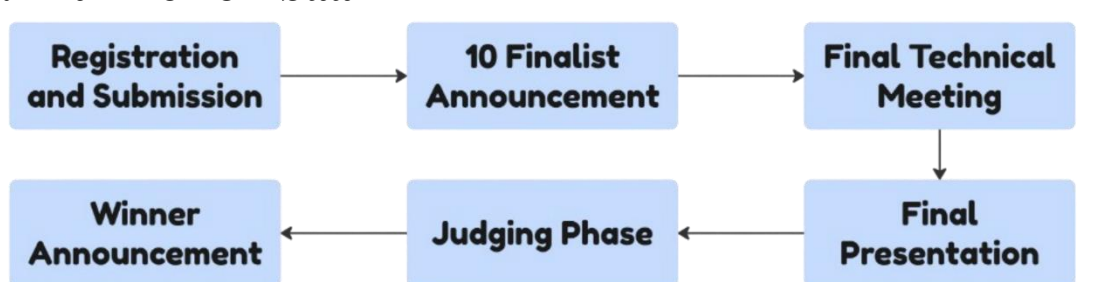 Registration
and Submission
10 Finalist
Announcement
Final Technical
Meeting
Final
Presentation
Judging Phase
Winner
Announcement